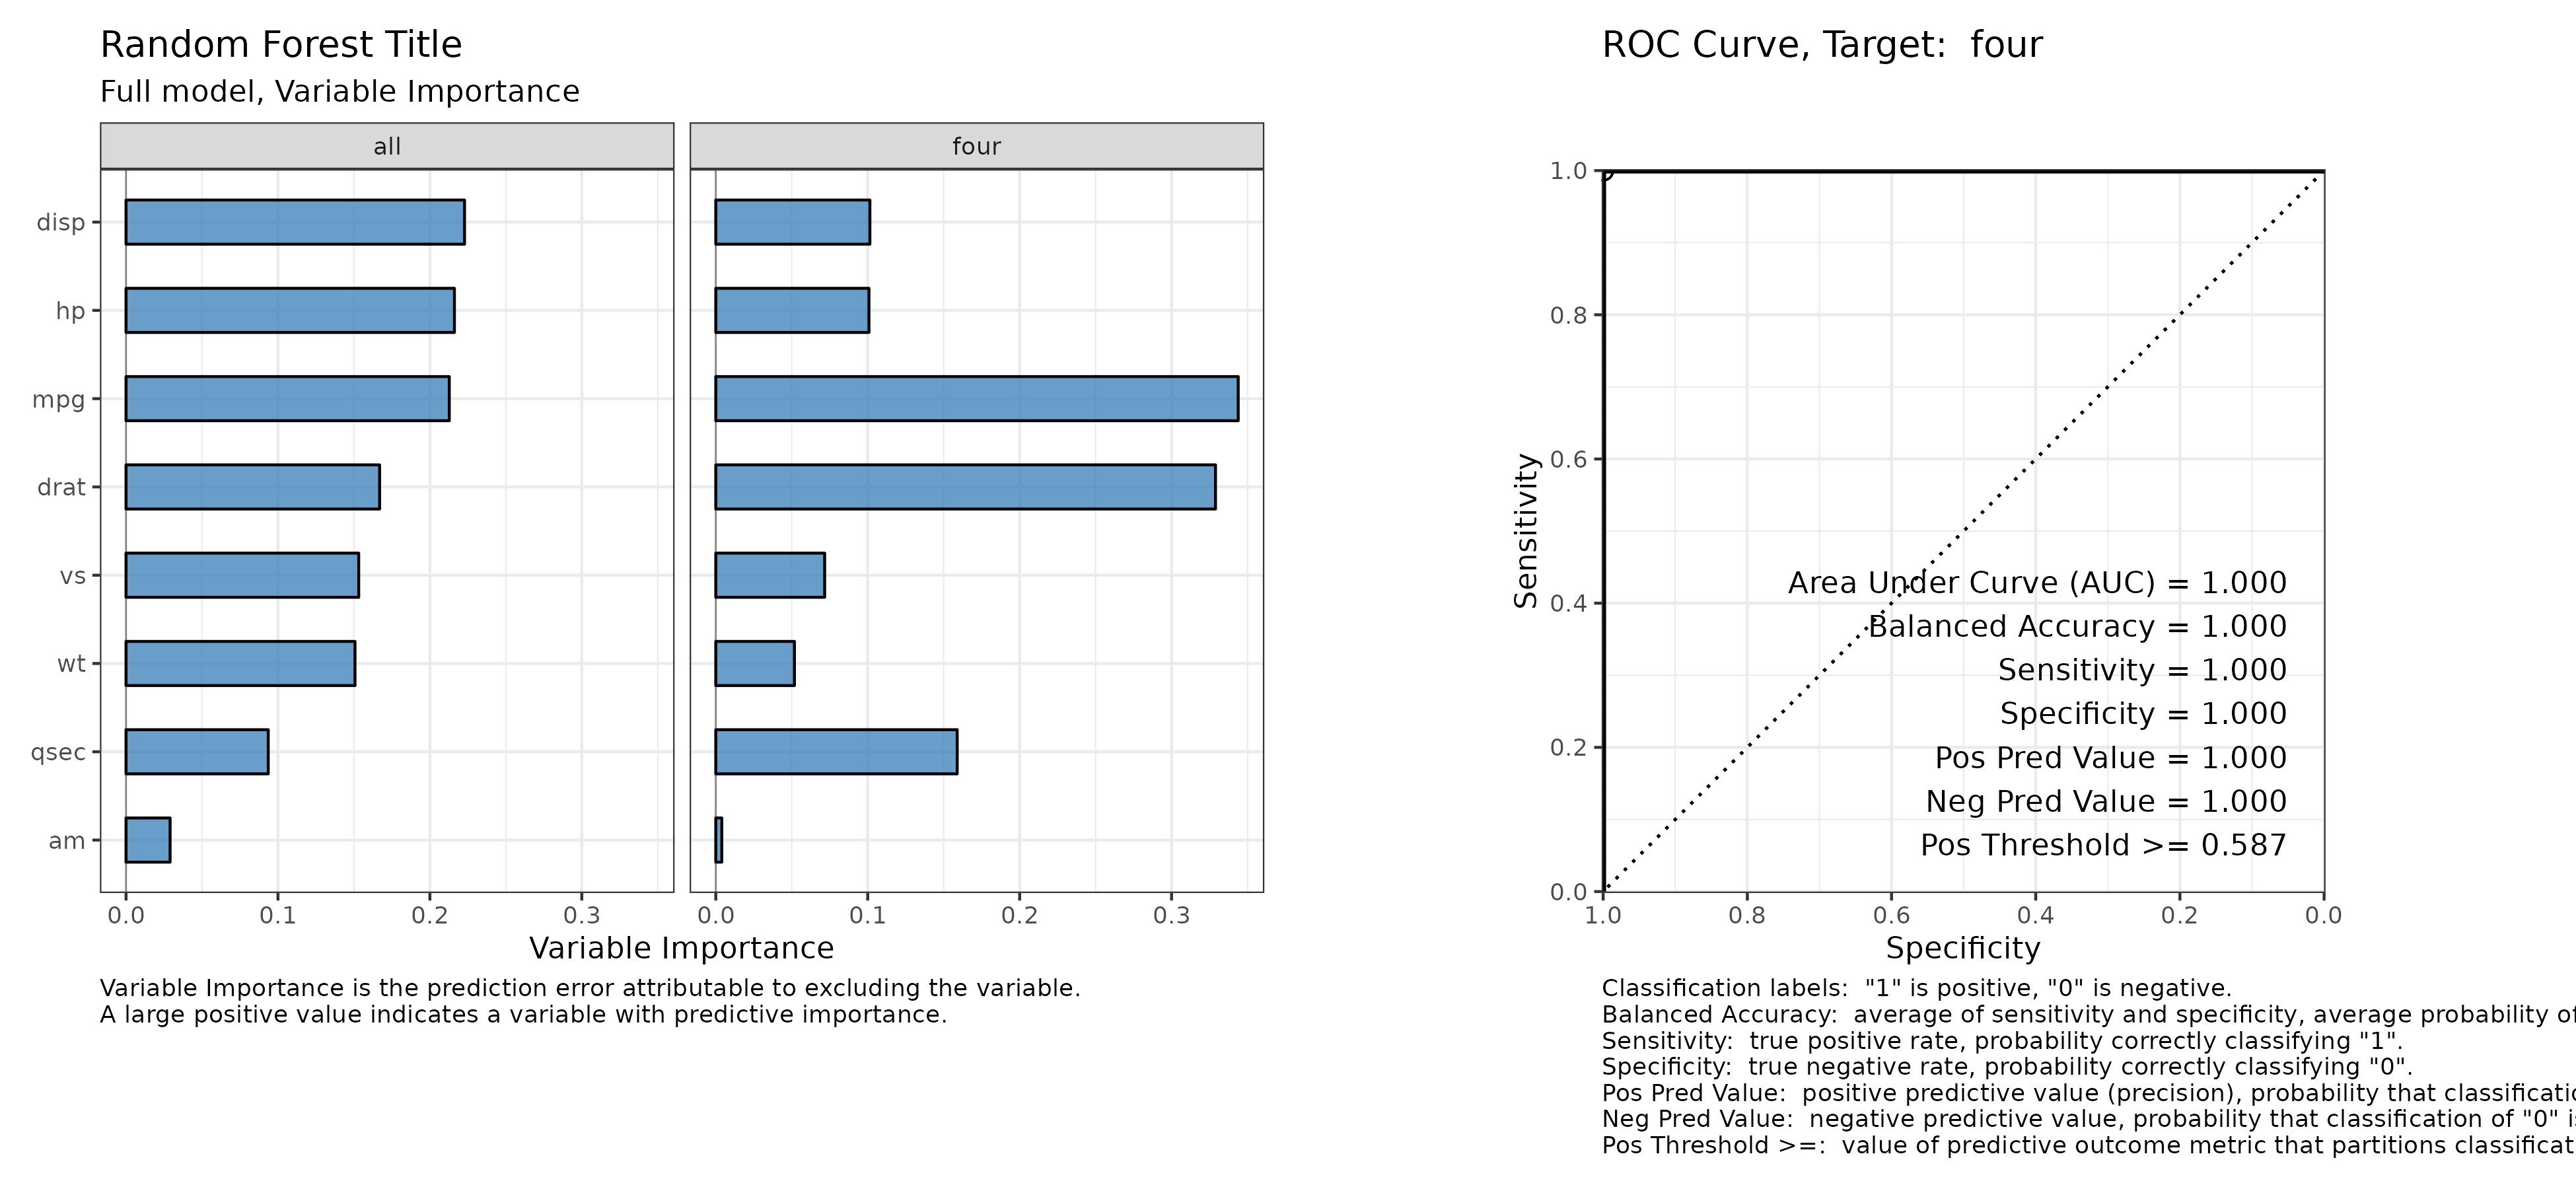 Random Forest Title
Full model, Variable Importance
all
four
disp
hp
mpg
drat
vs
wt
qsec
am
0.0 0.1 0.2 0.3
0.0 0.1 0.2 0.3
Variable Importance
Variable Importance is the prediction error attributable to excluding the variable.
A large positive value indicates a variable with predictive importance.
ROC Curve, Target:  four
Sensitivity
1.0
0.8
0.6
0.4
0.2
0.0
Area Under Curve (AUC) = 1.000
Balanced Accuracy = 1.000
Sensitivity = 1.000
Specificity = 1.000
Pos Pred Value = 1.000
Neg Pred Value = 1.000
Pos Threshold >= 0.587
1.0 0.8 0.6 0.4 0.2 0.0
Specificity
Classification labels:  "1" is positive, "0" is negative.
Balanced Accuracy:  average of sensitivity and specificity, average probability
Sensitivity:  true positive rate, probability correctly classifying "1".
Specificity:  true negative rate, probability correctly classifying "0".
Pos Pred Value:  positive predictive value (precision), probability that
Neg Pred Value:  negative predictive value, probability that classification of "0"
Pos Threshold >=:  value of predictive outcome metric that partitions